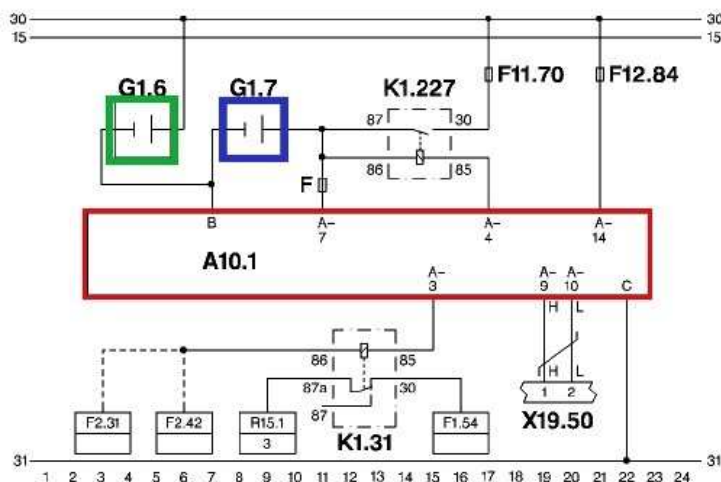 30 30
15 15
G1.6 G1.7 K1.227 F11.70 F12.84
87 30
86 85
F
B A- A- A-
7 4 14
A10.1
A- A- A- C
3 9 10
H L
86 85
87a 30
H L
87
F2.31 F2.42 R15.1 F1.54 1 2
3
K1.31 X19.50
31 31
1 2 3 4 5 6 7 8 9 10 11 12 13 14 15 16 17 18 19 20 21 22 23 24